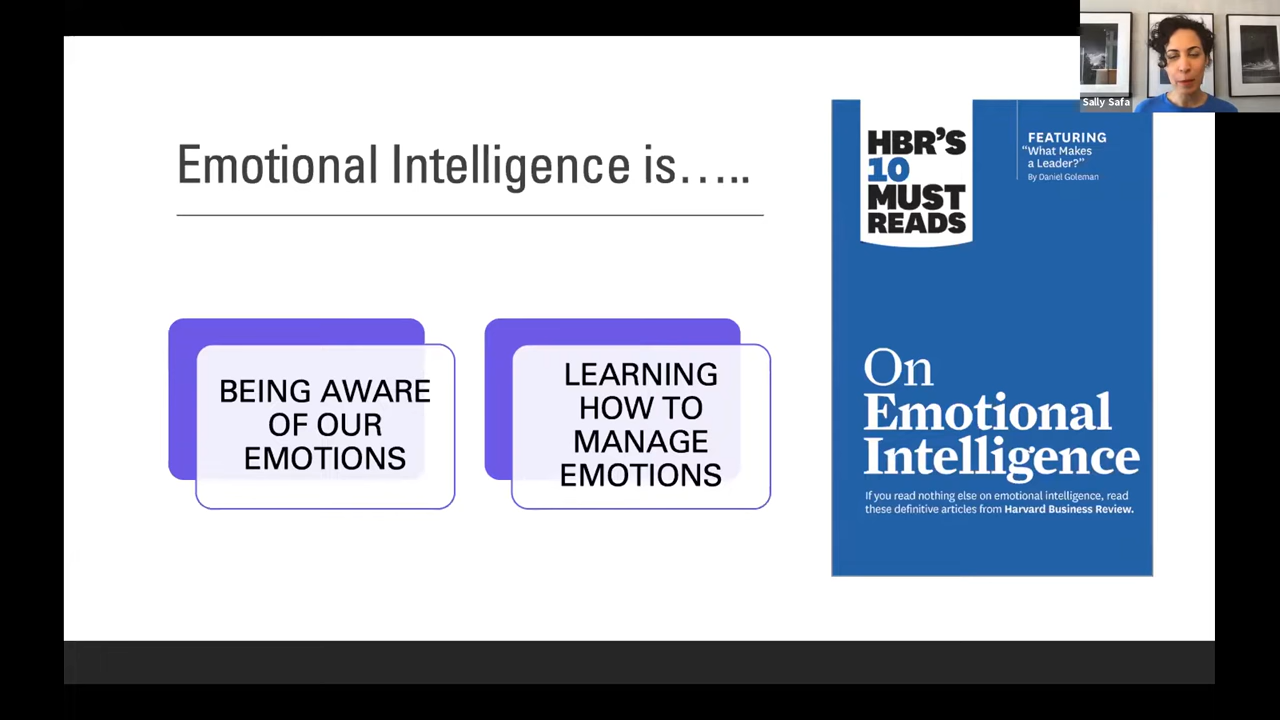 Sally Safa
Emotional Intelligence is…..
BEING AWARE
OF OUR
EMOTIONS
LEARNING
HOW TO
MANAGE
EMOTIONS
HBR'S
10
MUST
READS
FEATURING
“What Makes
a Leader?”
By Daniel Goleman
On
Emotional
Intelligence
If you read nothing else on emotional intelligence, read
these definitive articles from Harvard Business Review.